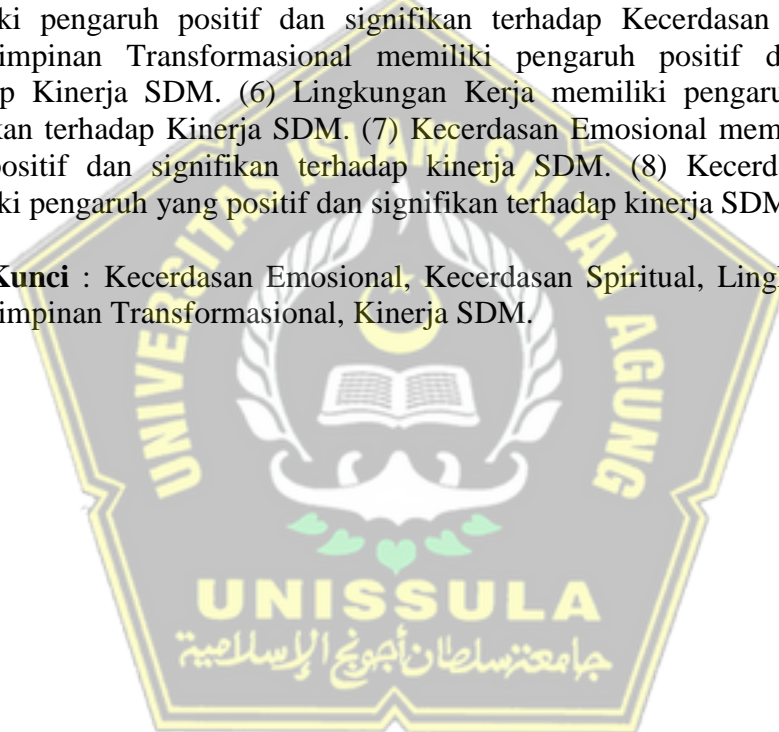 ki pengaruh positif dan signifikan terhadap Kecerdasan
impinan Transformasional memiliki pengaruh positif d
p Kinerja SDM. (6) Lingkungan Kerja memiliki pengaru
kan terhadap Kinerja SDM. (7) Kecerdasan Emosional mem
ositif dan signifikan terhadap kinerja SDM. (8) Kecerd
ki pengaruh yang positif dan signifikan terhadap kinerja SDM
Kunci : Kecerdasan Emosional, Kecerdasan Spiritual, Ling
impinan Transformasional, Kinerja SDM.
UNIVERSITAS ISLAM SULTAN AGUNG
UNISSULA
جامعة سلطان أجونج الإسلامية